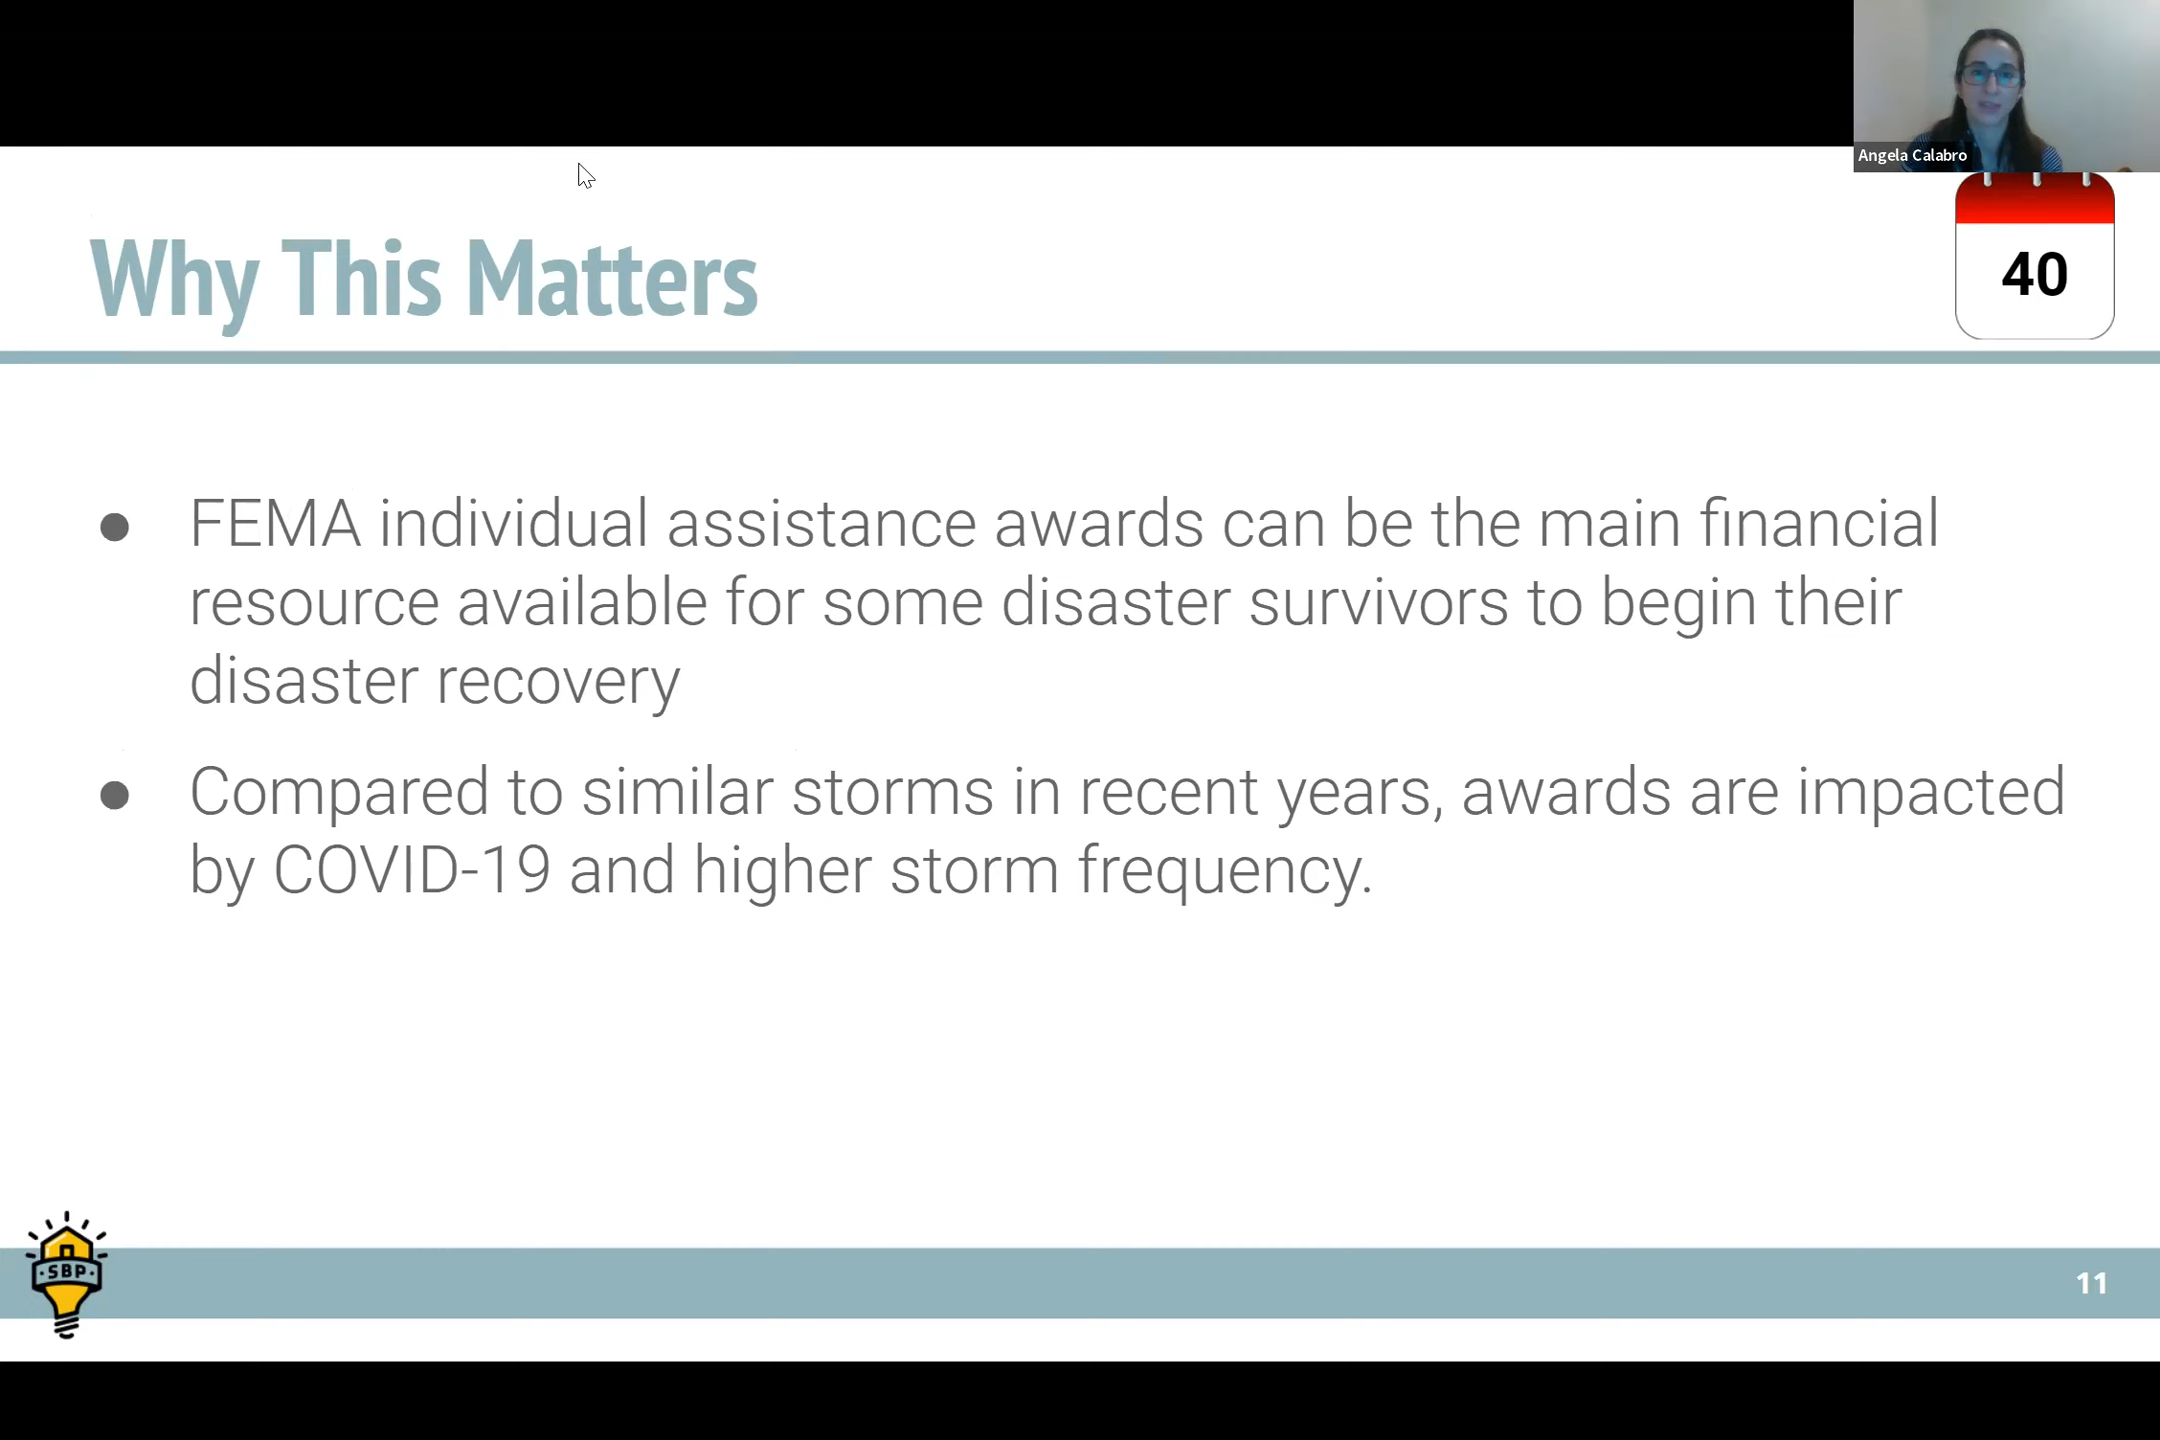 Angela Calabro
Why This Matters
40
● FEMA individual assistance awards can be the main financial
resource available for some disaster survivors to begin their
disaster recovery
● Compared to similar storms in recent years, awards are impacted
by COVID-19 and higher storm frequency.
·SBP·
11